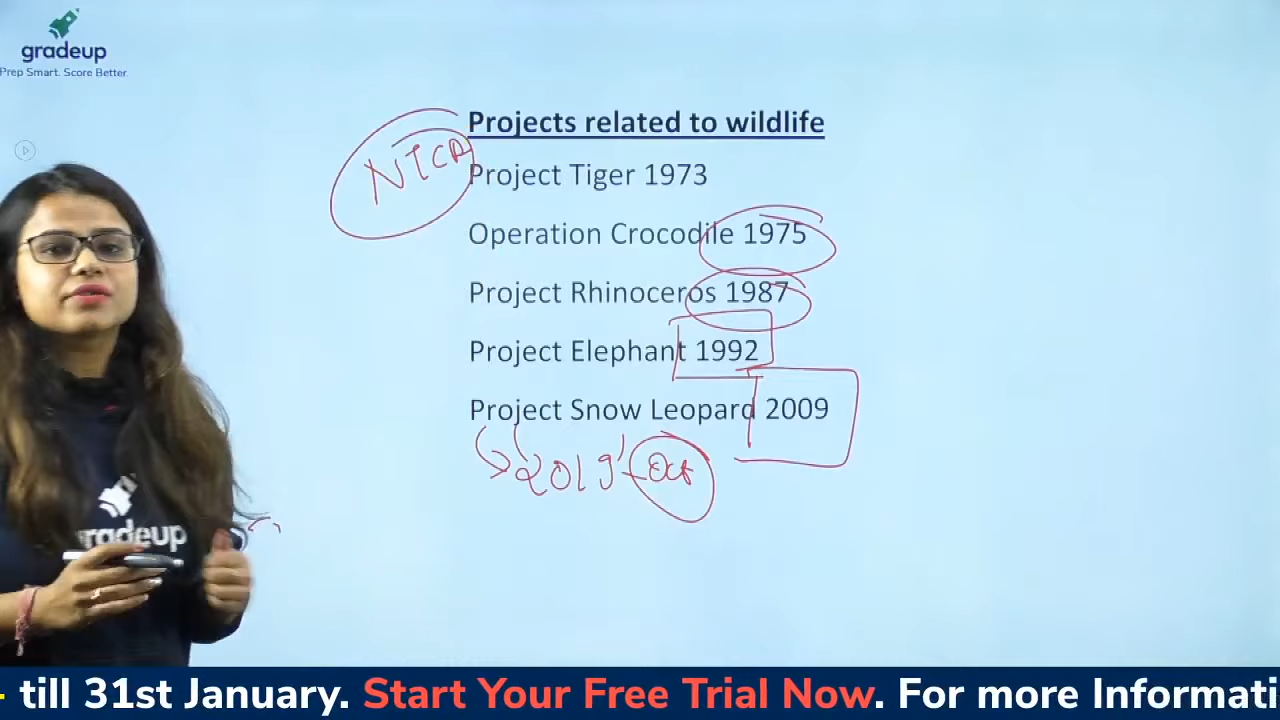 gradeup
Prep Smart. Score Better.
Projects related to wildlife
NTCA
Project Tiger 1973
Operation Crocodile 1975
Project Rhinoceros 1987
Project Elephant 1992
Project Snow Leopard 2009
2019 Oct
gradeup
till 31st January. Start Your Free Trial Now. For more Informati